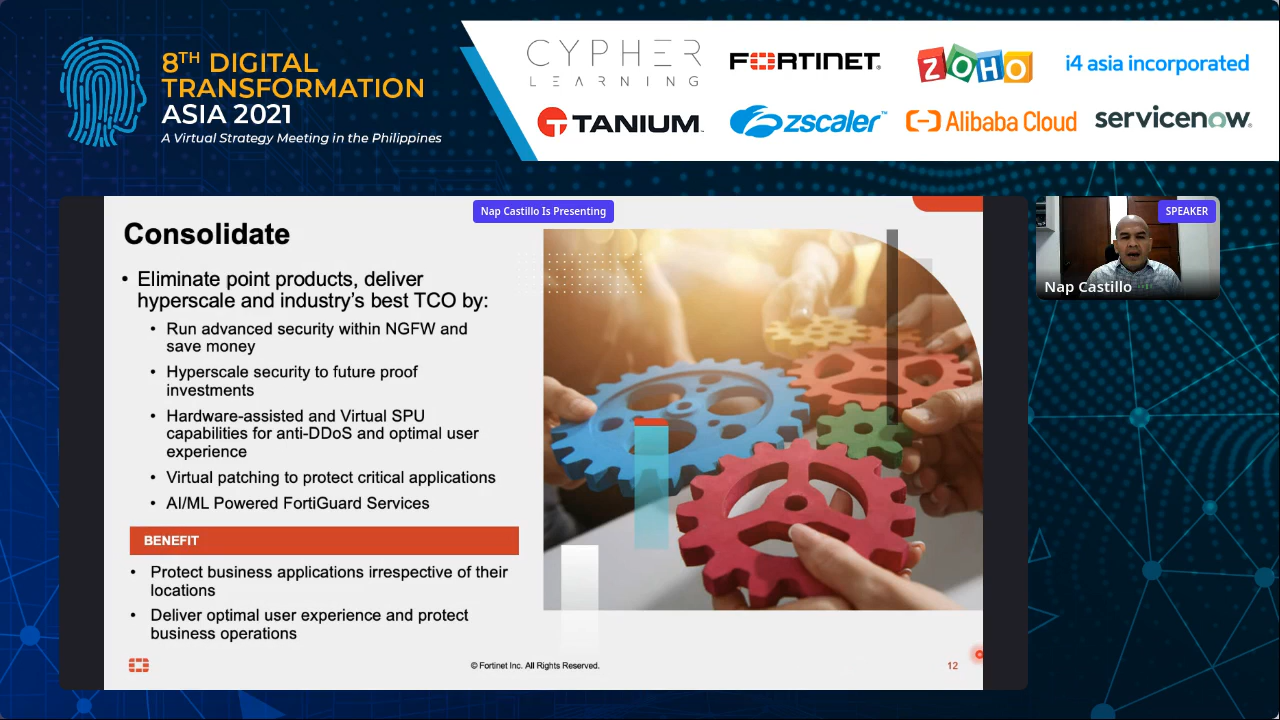 8TH DIGITAL
TRANSFORMATION
ASIA 2021
A Virtual Strategy Meeting in the Philippines
CYPHER
LEARNING
FORTINET®
ZOHO
i4 asia incorporated
TANIUM™
zscaler™
Alibaba Cloud
servicenow®
Nap Castillo Is Presenting
SPEAKER
Nap Castillo
Consolidate
• Eliminate point products, deliver
hyperscale and industry's best TCO by:
• Run advanced security within NGFW and
save money
• Hyperscale security to future proof
investments
• Hardware-assisted and Virtual SPU
capabilities for anti-DDoS and optimal user
experience
• Virtual patching to protect critical applications
• AI/ML Powered FortiGuard Services
BENEFIT
• Protect business applications irrespective of their
locations
• Deliver optimal user experience and protect
business operations
© Fortinet Inc. All Rights Reserved.
12